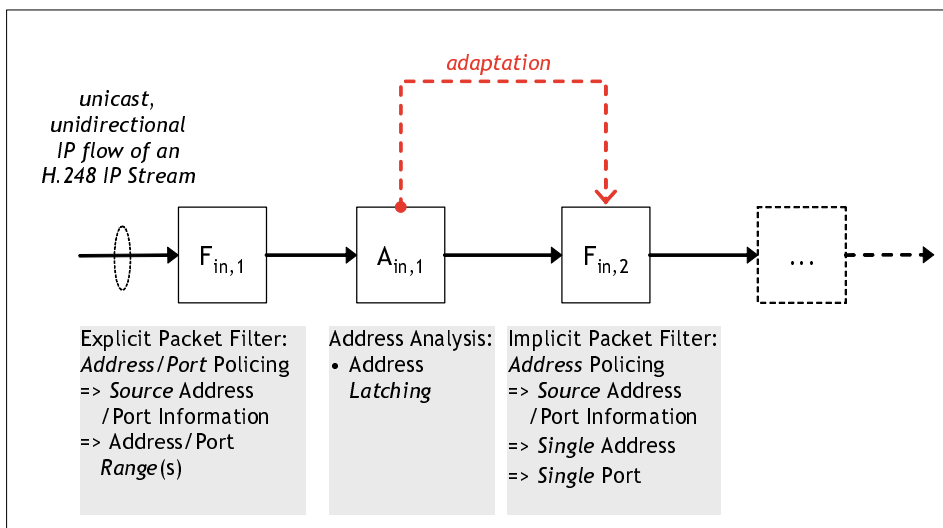 adaptation
unicast,
unidirectional
IP flow of an
H.248 IP Stream
F in,1
A in,1
F in,2
...
Explicit Packet Filter:
Address/Port Policing
=> Source Address
/Port Information
=> Address/Port
Range(s)
Address Analysis:
• Address
Latching
Implicit Packet Filter:
Address Policing
=> Source Address
/Port Information
=> Single Address
=> Single Port